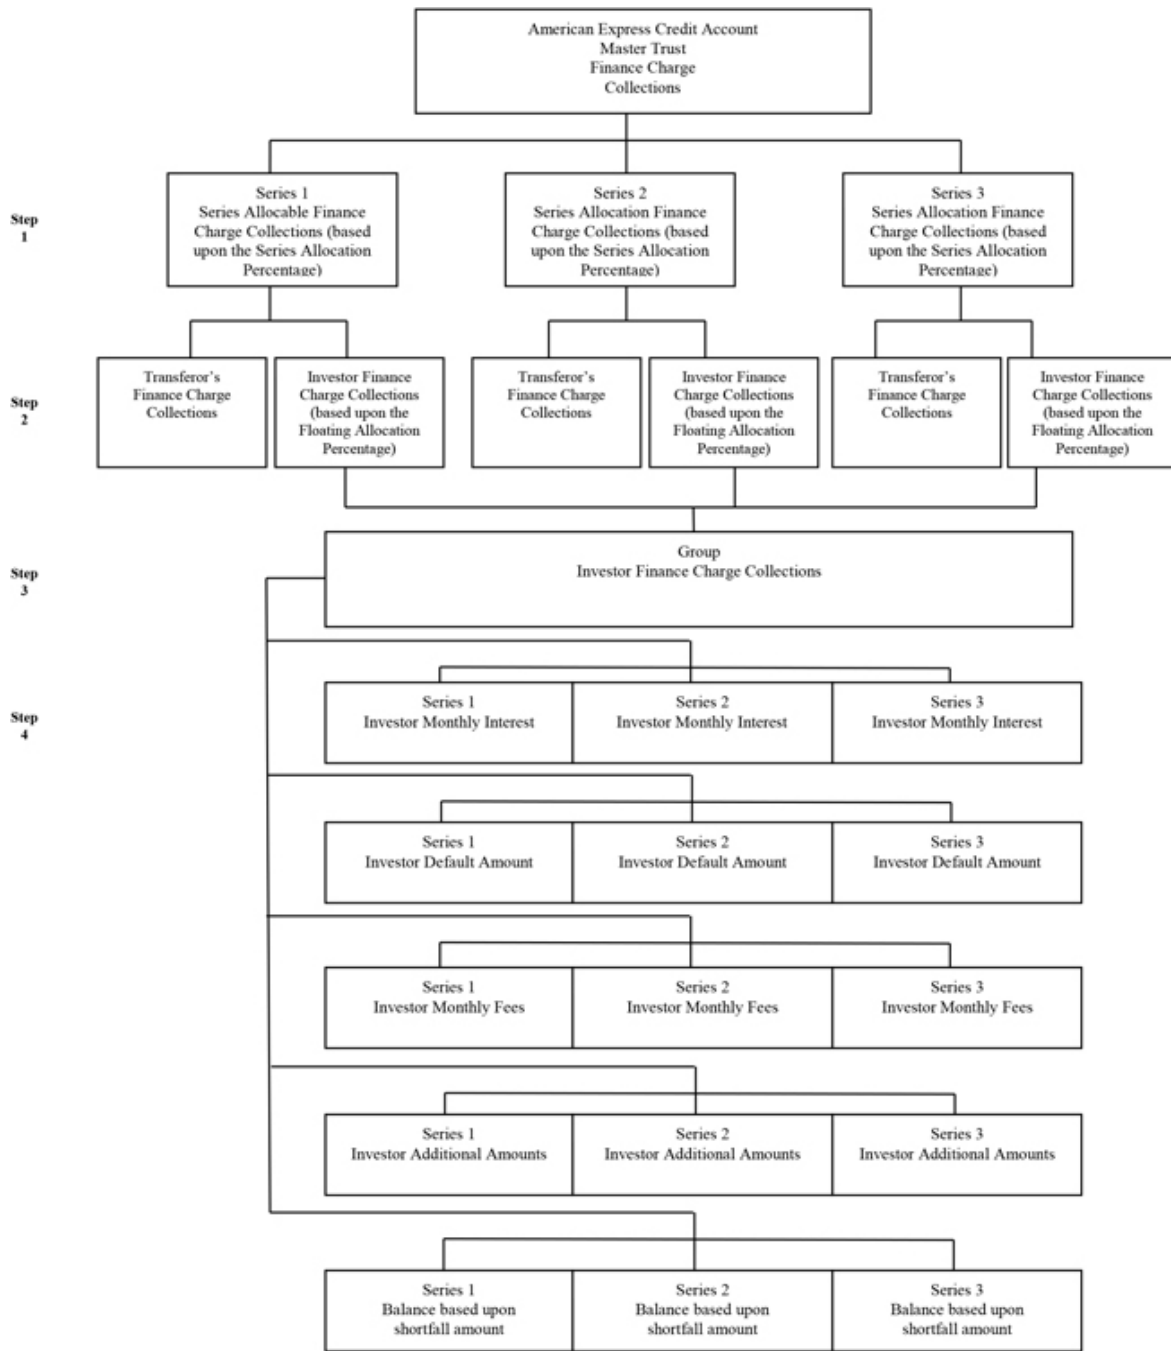 American Express Credit Account
Master Trust
Finance Charge
Collections
Step
1
Series 1
Series Allocable Finance
Charge Collections (based
upon the Series Allocation
Percentage)
Series 2
Series Allocation Finance
Charge Collections (based
upon the Series Allocation
Percentage)
Series 3
Series Allocation Finance
Charge Collections (based
upon the Series Allocation
Percentage)
Step
2
Transferor’s
Finance Charge
Collections
Investor Finance
Charge Collections
(based upon the
Floating Allocation
Percentage)
Transferor’s
Finance Charge
Collections
Investor Finance
Charge Collections
(based upon the
Floating Allocation
Percentage)
Transferor’s
Finance Charge
Collections
Investor Finance
Charge Collections
(based upon the
Floating Allocation
Percentage)
Step
3
Group
Investor Finance Charge Collections
Step
4
Series 1
Investor Monthly Interest
Series 2
Investor Monthly Interest
Series 3
Investor Monthly Interest
Series 1
Investor Default Amount
Series 2
Investor Default Amount
Series 3
Investor Default Amount
Series 1
Investor Monthly Fees
Series 2
Investor Monthly Fees
Series 3
Investor Monthly Fees
Series 1
Investor Additional Amounts
Series 2
Investor Additional Amounts
Series 3
Investor Additional Amounts
Series 1
Balance based upon
shortfall amount
Series 2
Balance based upon
shortfall amount
Series 3
Balance based upon
shortfall amount